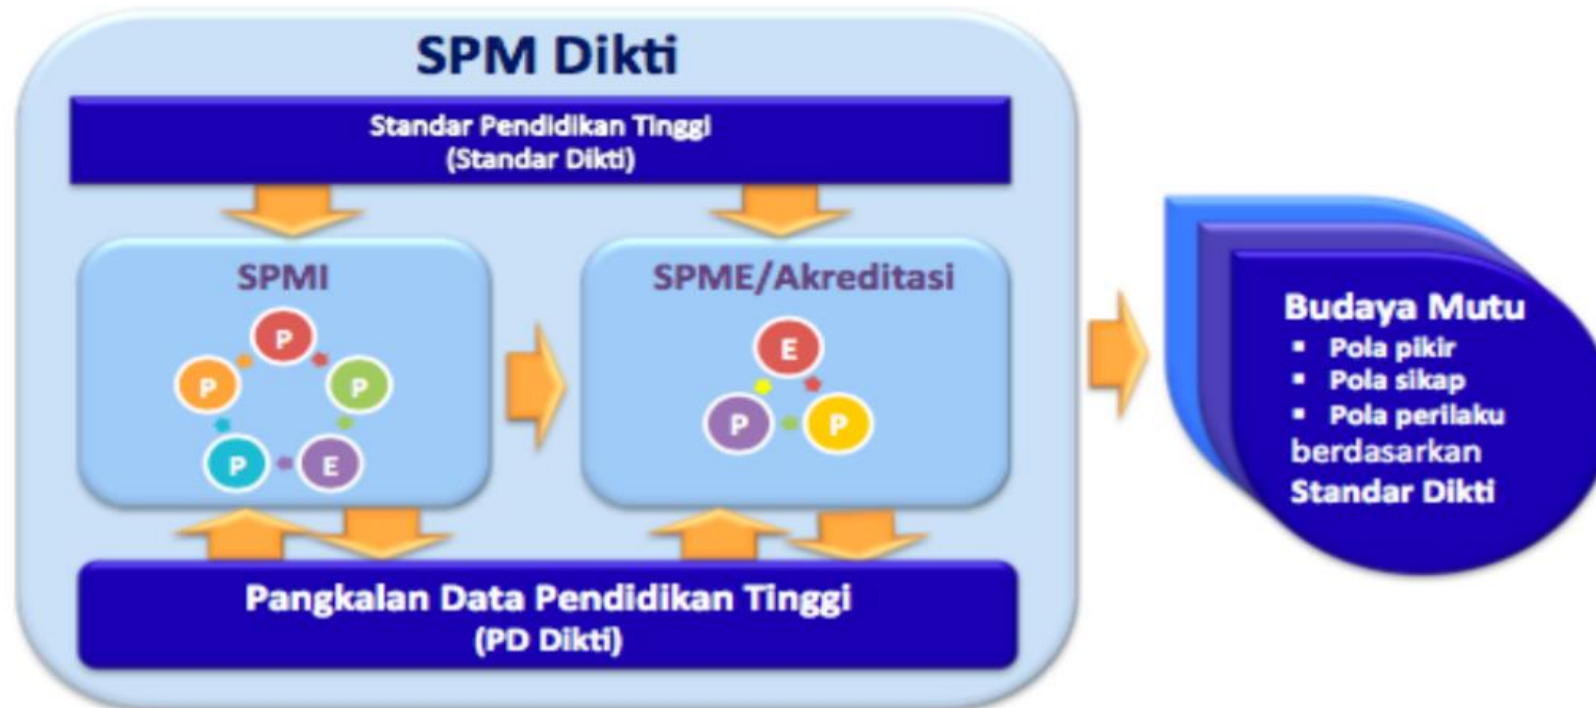 SPM Dikti
Standar Pendidikan Tinggi
(Standar Dikti)
SPMI
P
P
P
P
E
SPME/Akreditasi
E
P
P
Budaya Mutu
▪ Pola pikir
▪ Pola sikap
▪ Pola perilaku
berdasarkan
Standar Dikti
Pangkalan Data Pendidikan Tinggi
(PD Dikti)